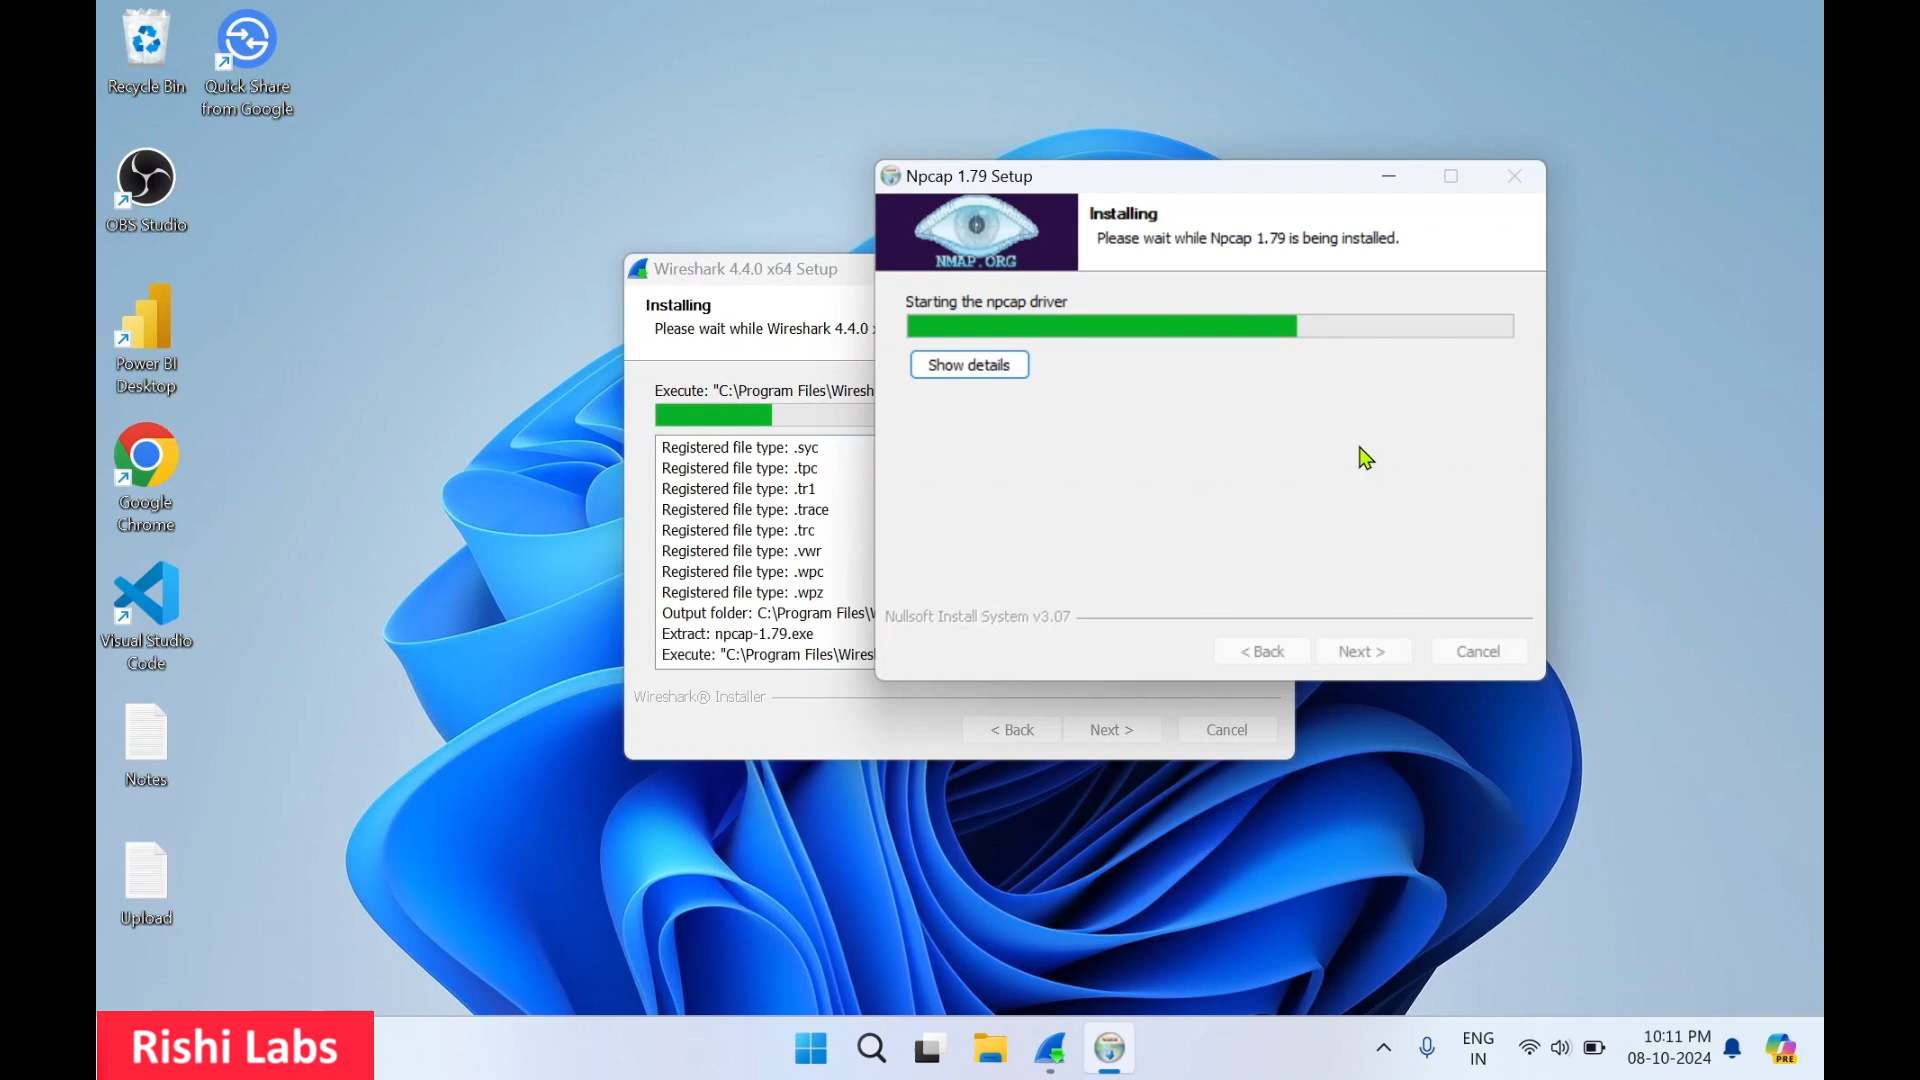 Recycle Bin
Quick Share
from Google
OBS Studio
Power BI
Desktop
Google
Chrome
Visual Studio
Code
Notes
Upload
Npcap 1.79 Setup
NMAP.ORG
Installing
Please wait while Npcap 1.79 is being installed.
Starting the npcap driver
Show details
Nullsoft Install System v3.07
< Back
Next >
Cancel
Wireshark 4.4.0 x64 Setup
Installing
Please wait while Wireshark 4.4.0
Execute: "C:\Program Files\Wiresh
Registered file type: .syc
Registered file type: .tpc
Registered file type: .tr1
Registered file type: .trace
Registered file type: .trc
Registered file type: .vwr
Registered file type: .wpc
Registered file type: .wpz
Output folder: C:\Program Files\
Extract: npcap-1.79.exe
Execute: "C:\Program Files\Wires
Wireshark® Installer
< Back
Next >
Cancel
Rishi Labs
ENG
IN
10:11 PM
08-10-2024
PRE